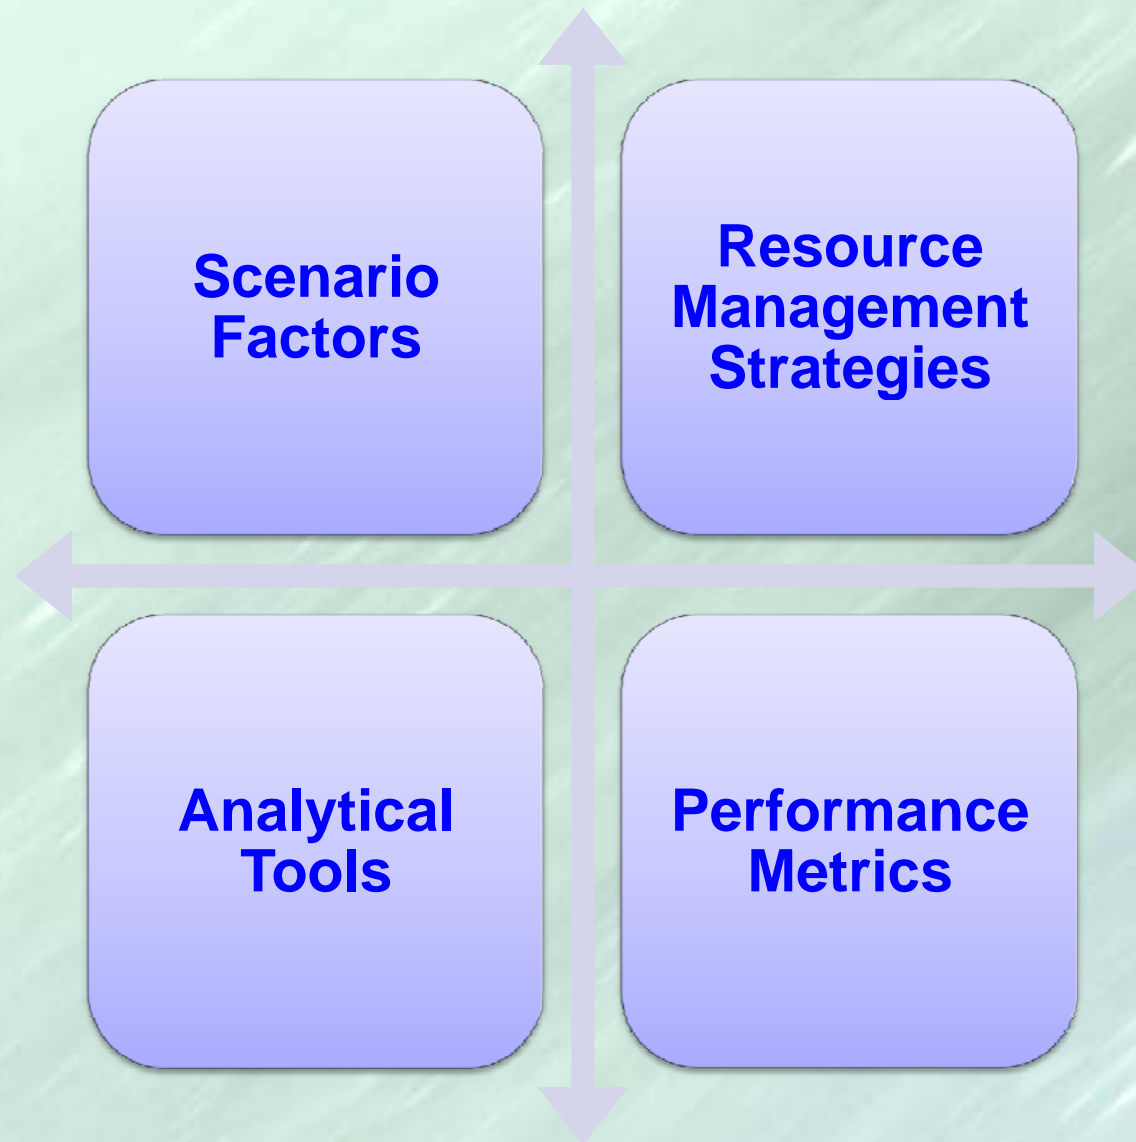 Scenario
Factors
Resource
Management
Strategies
Analytical
Tools
Performance
Metrics